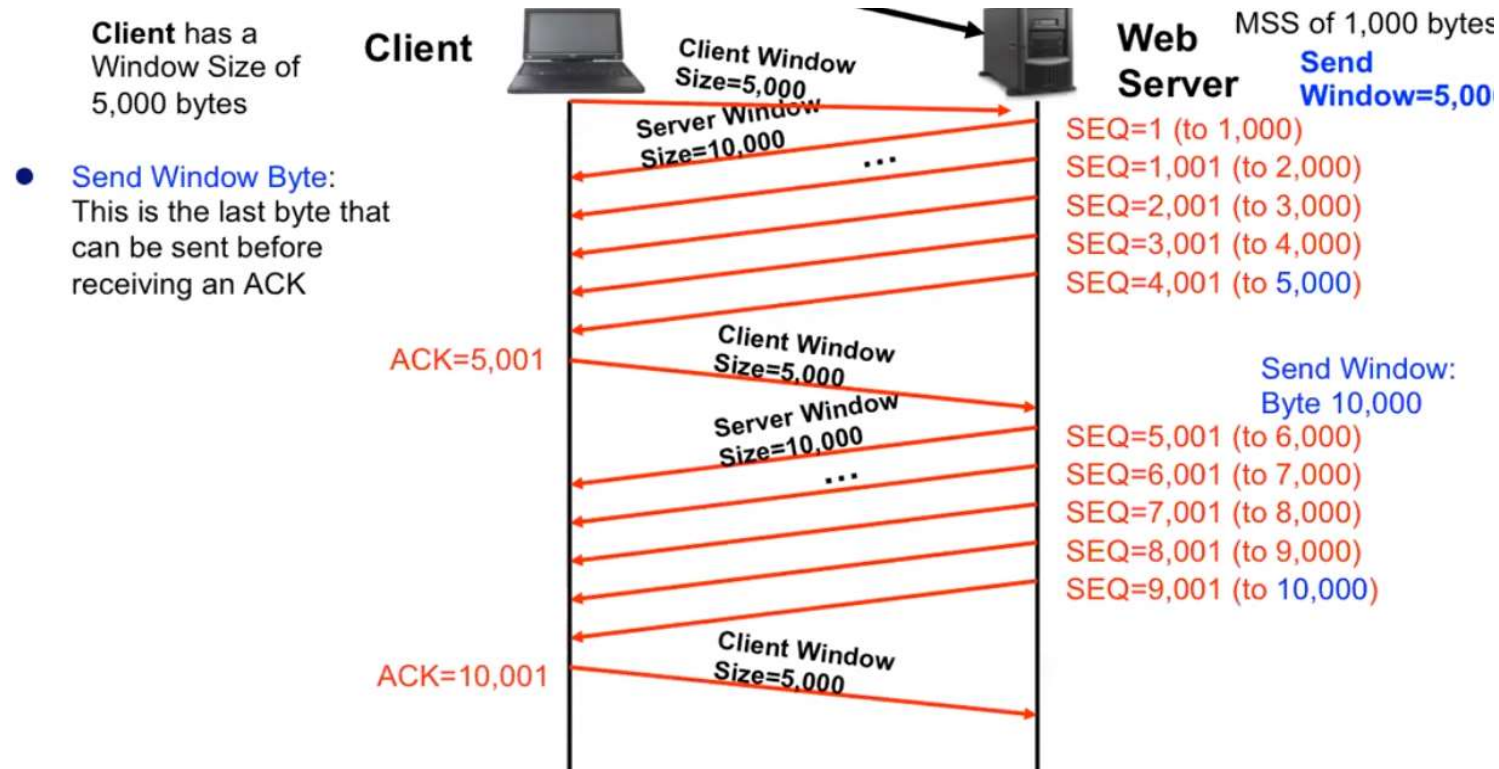 Client has a
Window Size of
5,000 bytes
Client
Client Window
Size=5,000
Web
Server
MSS of 1,000 bytes
Send
Window=5,00
Server Window
Size=10,000
...
SEQ=1 (to 1,000)
SEQ=1,001 (to 2,000)
SEQ=2,001 (to 3,000)
SEQ=3,001 (to 4,000)
SEQ=4,001 (to 5,000)
● Send Window Byte:
This is the last byte that
can be sent before
receiving an ACK
ACK=5,001
Client Window
Size=5,000
Send Window:
Byte 10,000
Server Window
Size=10,000
...
SEQ=5,001 (to 6,000)
SEQ=6,001 (to 7,000)
SEQ=7,001 (to 8,000)
SEQ=8,001 (to 9,000)
SEQ=9,001 (to 10,000)
ACK=10,001
Client Window
Size=5,000